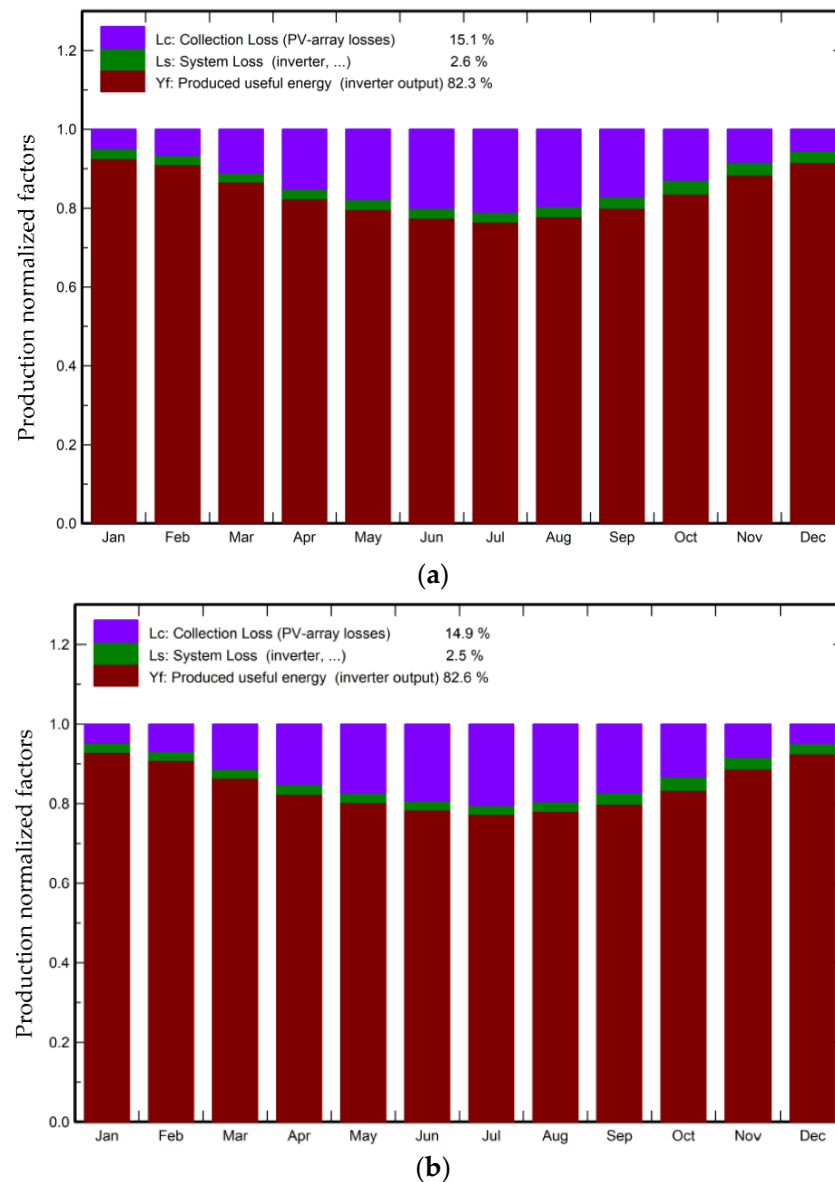 Lc: Collection Loss (PV-array losses) 15.1 %
Ls: System Loss (inverter, ...) 2.6 %
Yf: Produced useful energy (inverter output) 82.3 %
Production normalized factors
1.2
1.0
0.8
0.6
0.4
0.2
0.0
Jan Feb Mar Apr May Jun Jul Aug Sep Oct Nov Dec
(a)
Lc: Collection Loss (PV-array losses) 14.9 %
Ls: System Loss (inverter, ...) 2.5 %
Yf: Produced useful energy (inverter output) 82.6 %
Production normalized factors
1.2
1.0
0.8
0.6
0.4
0.2
0.0
Jan Feb Mar Apr May Jun Jul Aug Sep Oct Nov Dec
(b)